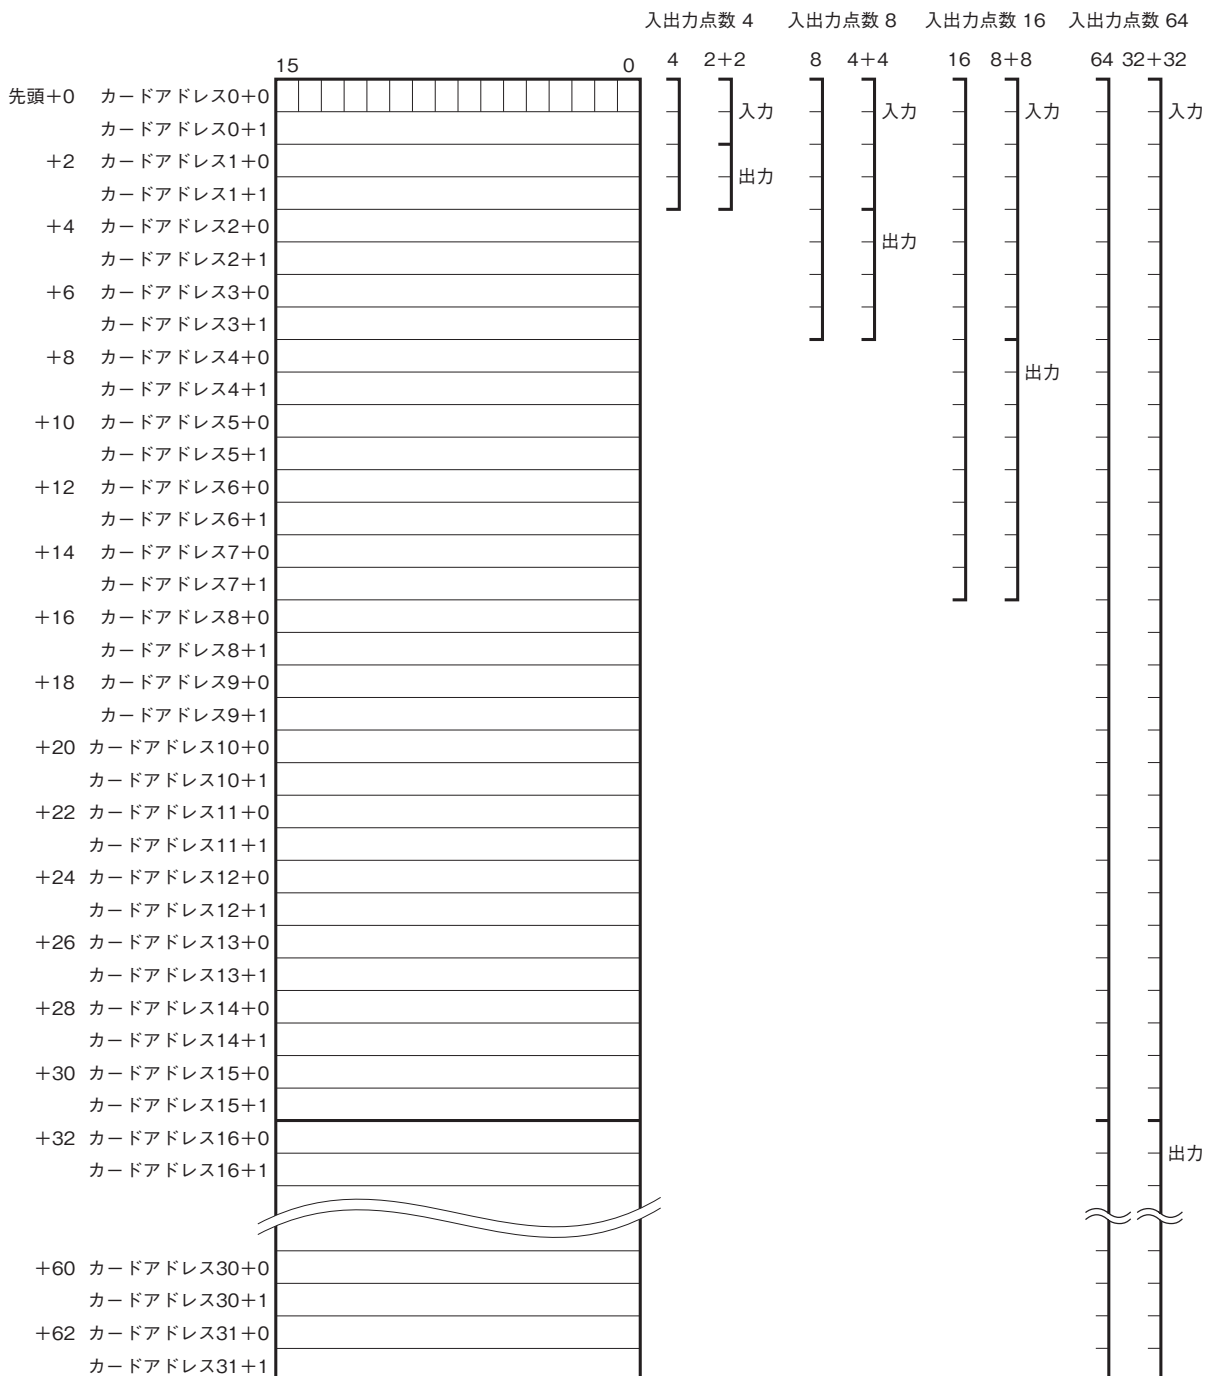 入出力点数 4 入出力点数 8 入出力点数 16 入出力点数 64
15 0 4 2+2 8 4+4 16 8+8 64 32+32
先頭+0 カードアドレス0+0
入力 入力 入力 入力
カードアドレス0+1
+2 カードアドレス1+0
出力
カードアドレス1+1
+4 カードアドレス2+0
出力
カードアドレス2+1
+6 カードアドレス3+0
カードアドレス3+1
+8 カードアドレス4+0
出力
カードアドレス4+1
+10 カードアドレス5+0
カードアドレス5+1
+12 カードアドレス6+0
カードアドレス6+1
+14 カードアドレス7+0
カードアドレス7+1
+16 カードアドレス8+0
カードアドレス8+1
+18 カードアドレス9+0
カードアドレス9+1
+20 カードアドレス10+0
カードアドレス10+1
+22 カードアドレス11+0
カードアドレス11+1
+24 カードアドレス12+0
カードアドレス12+1
+26 カードアドレス13+0
カードアドレス13+1
+28 カードアドレス14+0
カードアドレス14+1
+30 カードアドレス15+0
カードアドレス15+1
+32 カードアドレス16+0
出力
カードアドレス16+1
+60 カードアドレス30+0
カードアドレス30+1
+62 カードアドレス31+0
カードアドレス31+1